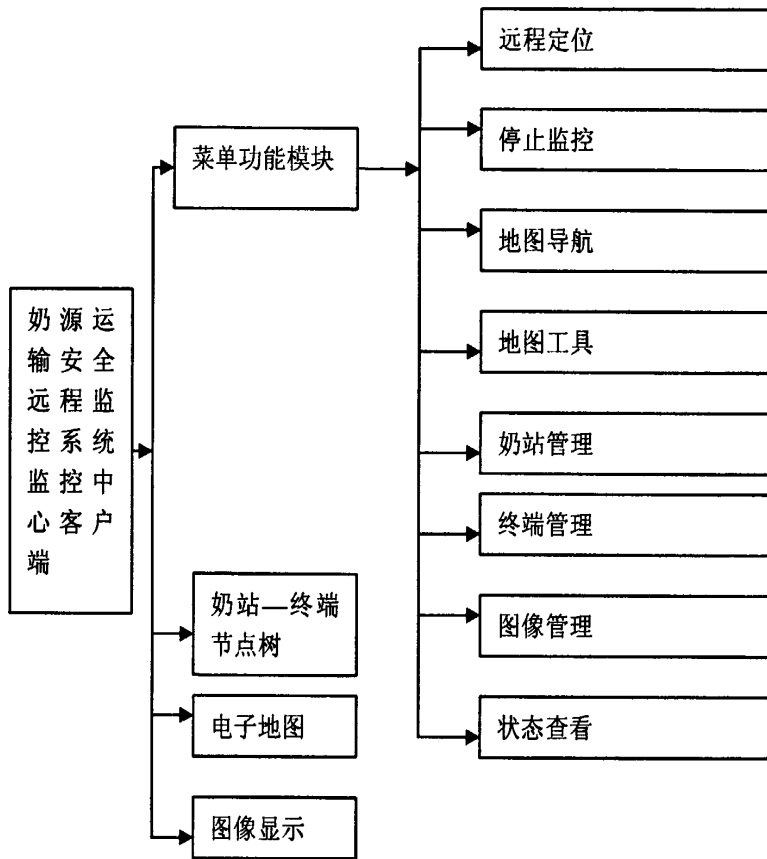 奶源运
输安全
远程监
控系统
监控中
心客户
端
菜单功能模块
奶站—终端
节点树
电子地图
图像显示
远程定位
停止监控
地图导航
地图工具
奶站管理
终端管理
图像管理
状态查看